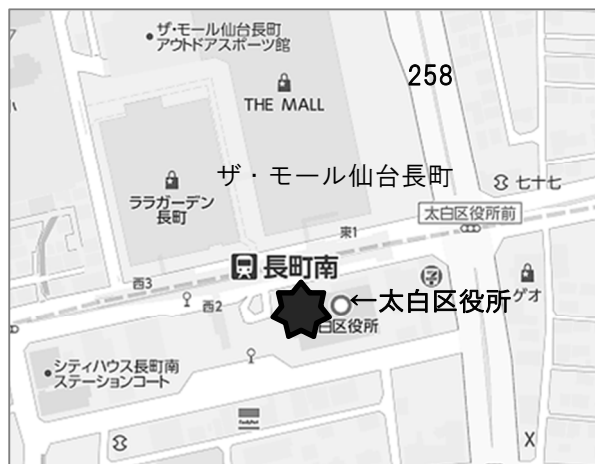 ザ・モール仙台長町
アウトドアスポーツ館
258
THE MALL
ザ・モール仙台長町
七十七
ララガーデン
長町
太白区役所前
東1
長町南
西3
西2
←太白区役所
ゲオ
白区役所
シティハウス長町南
ステーションコート
FamilyMart